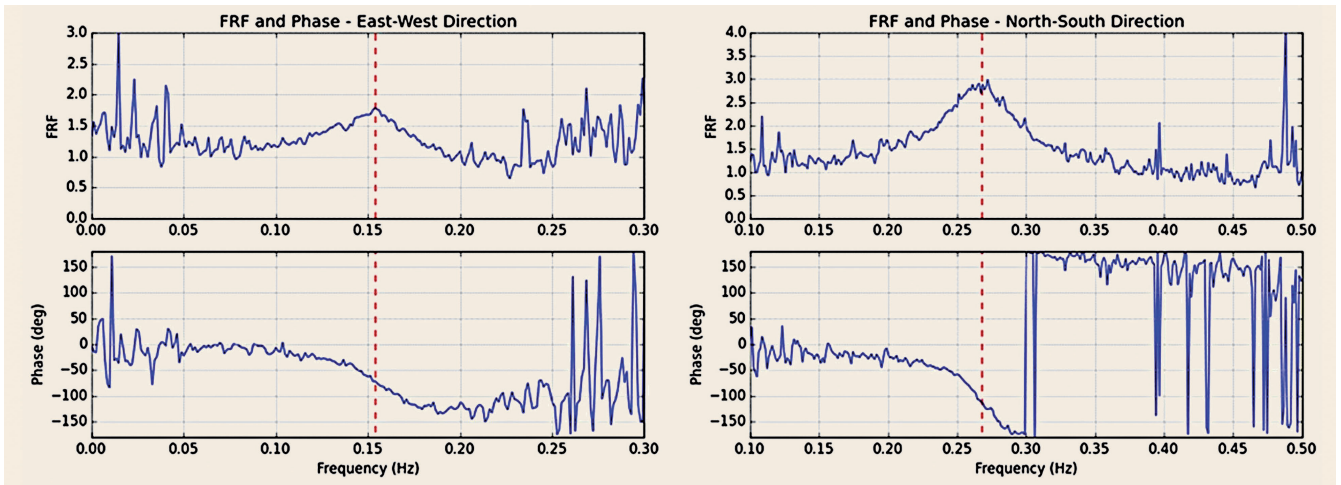 FRF and Phase - East-West Direction
3.0
2.5
2.0
1.5
1.0
0.5
0.0
FRF
0.00 0.05 0.10 0.15 0.20 0.25 0.30
150
100
50
0
−50
−100
−150
Phase (deg)
0.00 0.05 0.10 0.15 0.20 0.25 0.30
Frequency (Hz)
FRF and Phase - North-South Direction
4.0
3.5
3.0
2.5
2.0
1.5
1.0
0.5
0.0
FRF
0.10 0.15 0.20 0.25 0.30 0.35 0.40 0.45 0.50
150
100
50
0
−50
−100
−150
Phase (deg)
0.10 0.15 0.20 0.25 0.30 0.35 0.40 0.45 0.50
Frequency (Hz)